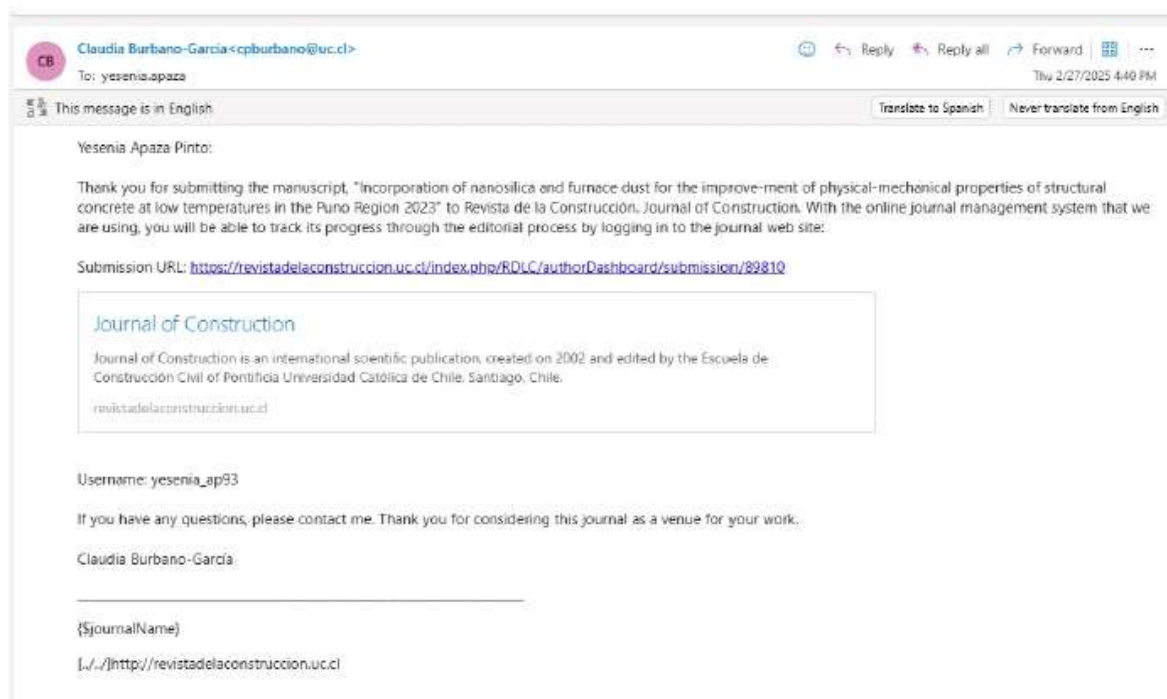 CB
Claudia Burbano-Garcia<cpburbano@uc.cl>
Reply Reply all Forward
To: yesenia.apaza
Thu 2/27/2025 4:40 PM
This message is in English
Translate to Spanish Never translate from English
Yesenia Apaza Pinto:
Thank you for submitting the manuscript, "Incorporation of nanosilica and furnace dust for the improve-ment of physical-mechanical properties of structural
concrete at low temperatures in the Puno Region 2023" to Revista de la Construcción. Journal of Construction. With the online journal management system that we
are using, you will be able to track its progress through the editorial process by logging in to the journal web site:
Submission URL: https://revistadelaconstruccion.uc.cl/index.php/RDLC/authorDashboard/submission/89810
Journal of Construction
Journal of Construction is an international scientific publication, created on 2002 and edited by the Escuela de
Construcción Civil of Pontificia Universidad Católica de Chile. Santiago. Chile.
revistadelaconstruccion.uc.cl
Username: yesenia_ap93
If you have any questions, please contact me. Thank you for considering this journal as a venue for your work.
Claudia Burbano-García
{$journalName}
[../../]http://revistadelaconstruccion.uc.cl